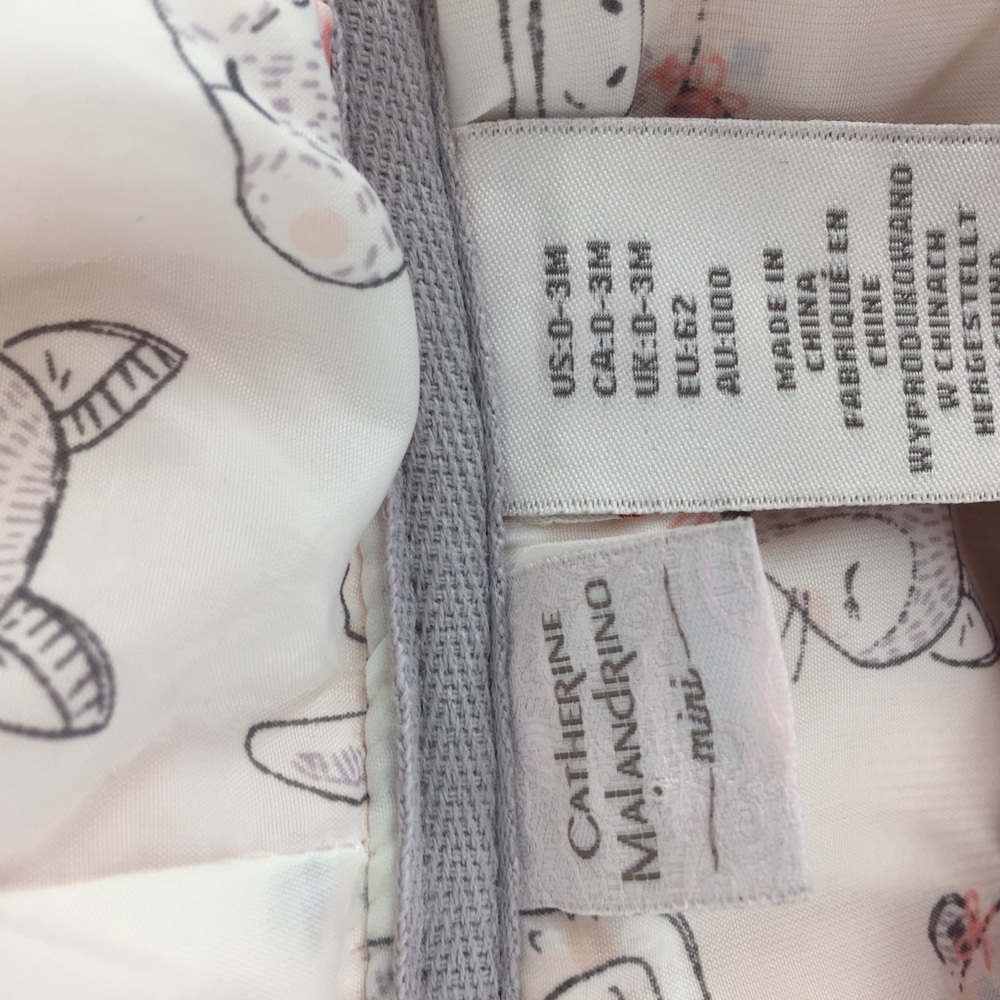 US:0-3M
CA:0-3M
UK:0-3M
EU:62
AU:000
MADE IN
CHINA
FABRIQUÉ EN
CHINE
WYPRODUKOWANO
W CHINACH
HERGESTELLT
CATHERINE
MALANDRINO
mini